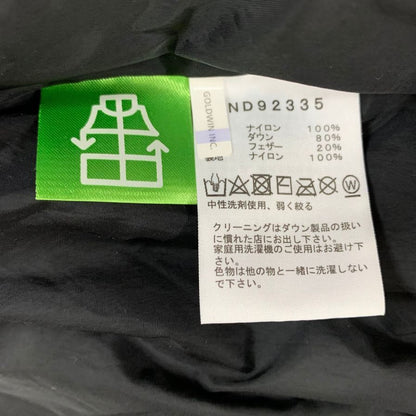 GOLDWIN INC.
ND92335
ナイロン 100%
ダウン 80%
フェザー 20%
ナイロン 100%
中性洗剤使用、弱く絞る
クリーニングはダウン製品の扱い
に慣れた店にお出し下さい。
家庭用洗濯機のご使用はお避け下
さい。
色物は他の物と一緒に洗濯しない
で下さい。